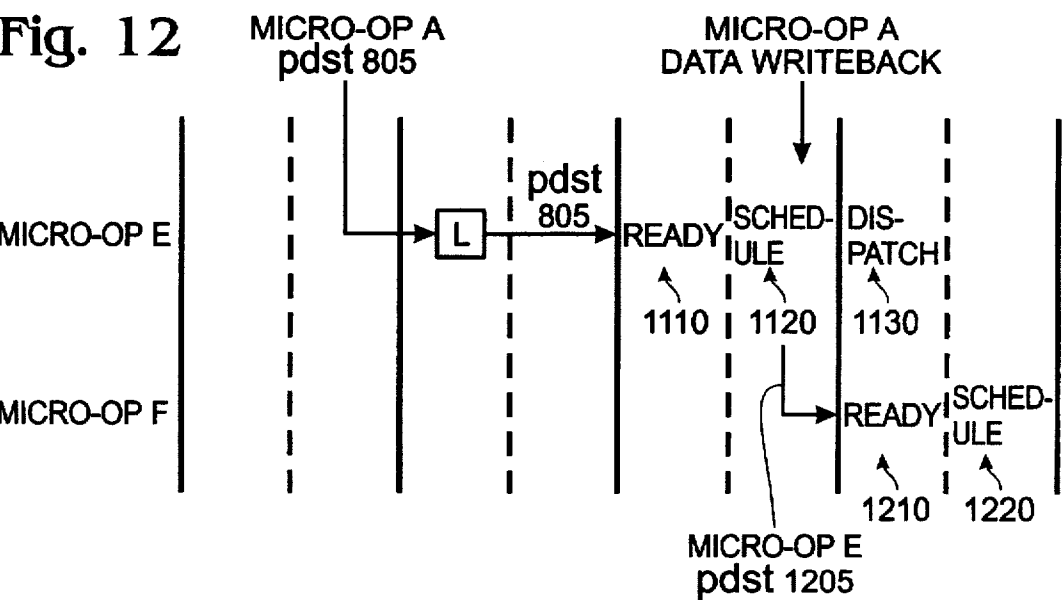 Fig. 12
MICRO-OP A
pdst 805
MICRO-OP A
DATA WRITEBACK
MICRO-OP E
L
pdst
805
READY
SCHED-
ULE
DIS-
PATCH
1110
1120
1130
MICRO-OP F
READY
SCHED-
ULE
1210
1220
MICRO-OP E
pdst 1205